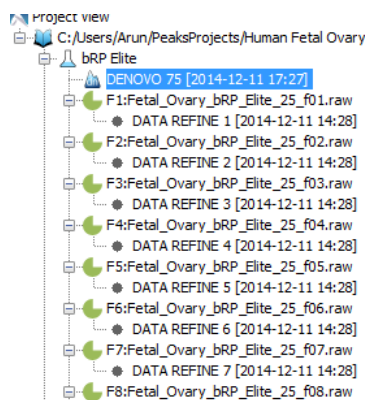 Project View
C:/Users/Arun/PeaksProjects/Human Fetal Ovary
bRP Elite
DENOVO 75 [2014-12-11 17:27]
F1:Fetal_Ovary_bRP_Elite_25_f01.raw
DATA REFINE 1 [2014-12-11 14:28]
F2:Fetal_Ovary_bRP_Elite_25_f02.raw
DATA REFINE 2 [2014-12-11 14:28]
F3:Fetal_Ovary_bRP_Elite_25_f03.raw
DATA REFINE 3 [2014-12-11 14:28]
F4:Fetal_Ovary_bRP_Elite_25_f04.raw
DATA REFINE 4 [2014-12-11 14:28]
F5:Fetal_Ovary_bRP_Elite_25_f05.raw
DATA REFINE 5 [2014-12-11 14:28]
F6:Fetal_Ovary_bRP_Elite_25_f06.raw
DATA REFINE 6 [2014-12-11 14:28]
F7:Fetal_Ovary_bRP_Elite_25_f07.raw
DATA REFINE 7 [2014-12-11 14:28]
F8:Fetal_Ovary_bRP_Elite_25_f08.raw